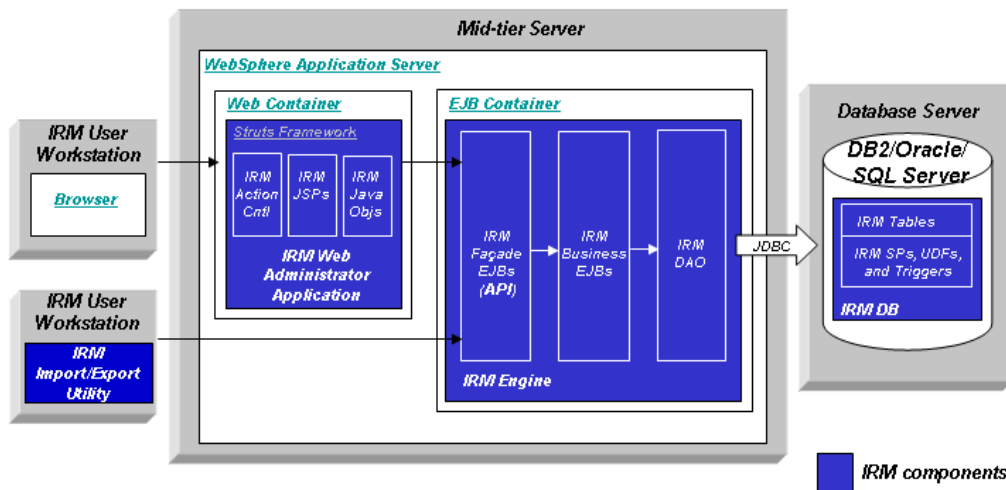 Mid-tier Server
WebSphere Application Server
Web Container
Struts Framework
IRM
Action
Cntl
IRM
JSPs
IRM
Java
Objs
IRM Web
Administrator
Application
EJB Container
IRM
Façade
EJBs
(API)
IRM
Business
EJBs
IRM
DAO
IRM Engine
IRM User
Workstation
Browser
IRM User
Workstation
IRM
Import/Export
Utility
JDBC
Database Server
DB2/Oracle/
SQL Server
IRM Tables
IRM SPs, UDFs,
and Triggers
IRM DB
IRM components